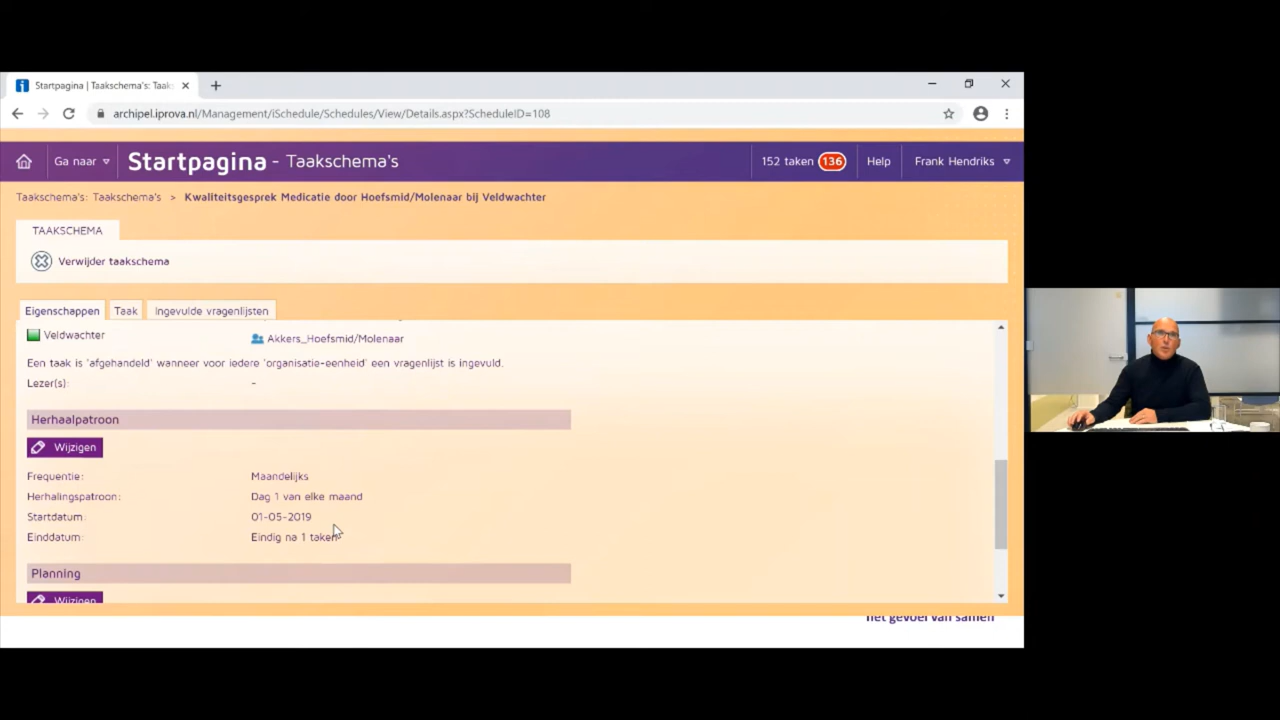 Startpagina | Taakschema's: Taak
archipel.iprova.nl/Management/iSchedule/Schedules/View/Details.aspx?ScheduleID=108
Ga naar
Startpagina - Taakschema's
152 taken 136
Help
Frank Hendriks
Taakschema's: Taakschema's > Kwaliteitsgesprek Medicatie door Hoefsmid/Molenaar bij Veldwachter
TAAKSCHEMA
Verwijder taakschema
Eigenschappen
Taak
Ingevulde vragenlijsten
Veldwachter
Akkers_Hoefsmid/Molenaar
Een taak is 'afgehandeld' wanneer voor iedere 'organisatie-eenheid' een vragenlijst is ingevuld.
Lezer(s): -
Herhaalpatroon
Wijzigen
Frequentie: Maandelijks
Herhalingspatroon: Dag 1 van elke maand
Startdatum: 01-05-2019
Einddatum: Eindig na 1 taken
Planning
Wijzigen
het gevoel van samen